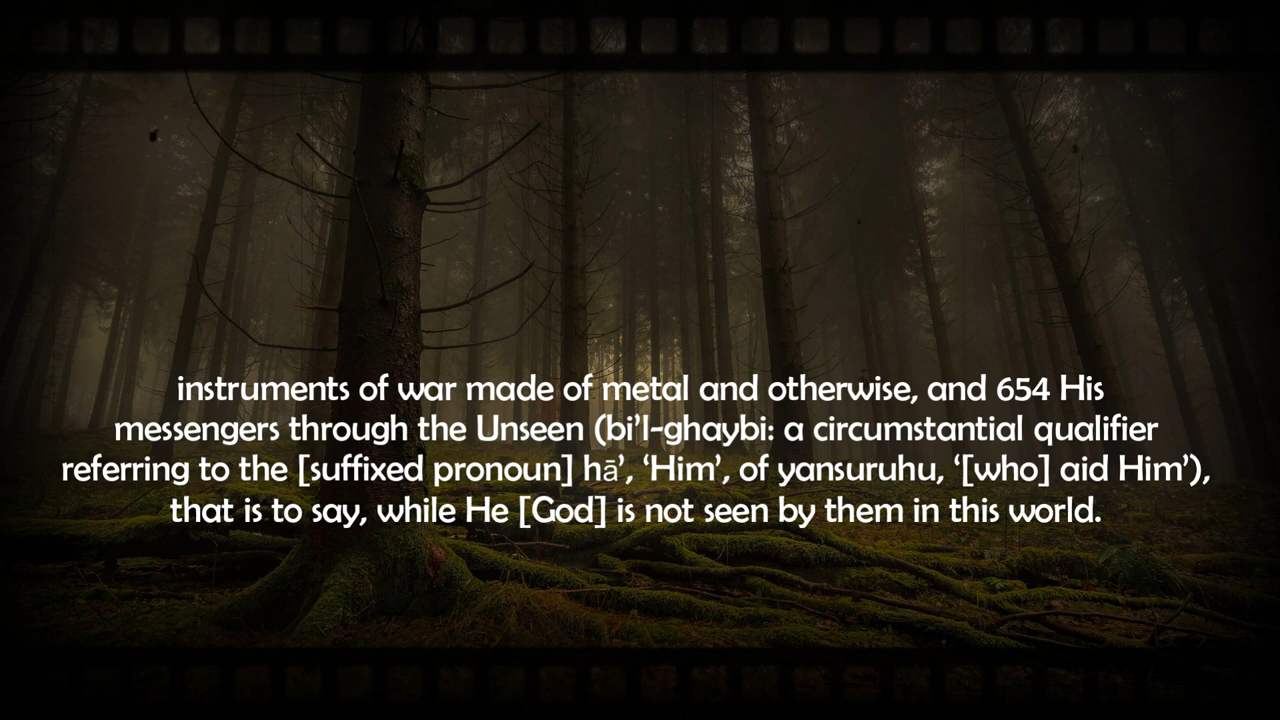 instruments of war made of metal and otherwise, and 654 His
messengers through the Unseen (bi’l-ghaybi: a circumstantial qualifier
referring to the [suffixed pronoun] hā’, ‘Him’, of yansuruhu, ‘[who] aid Him’),
that is to say, while He [God] is not seen by them in this world.